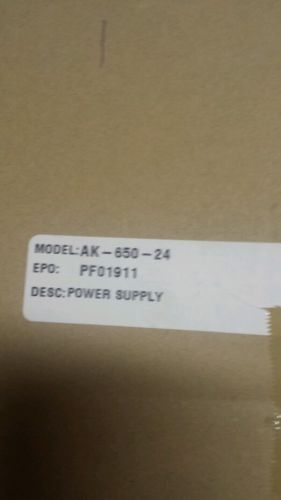 MODEL:AK-650-24
EPO: PF01911
DESC:POWER SUPPLY